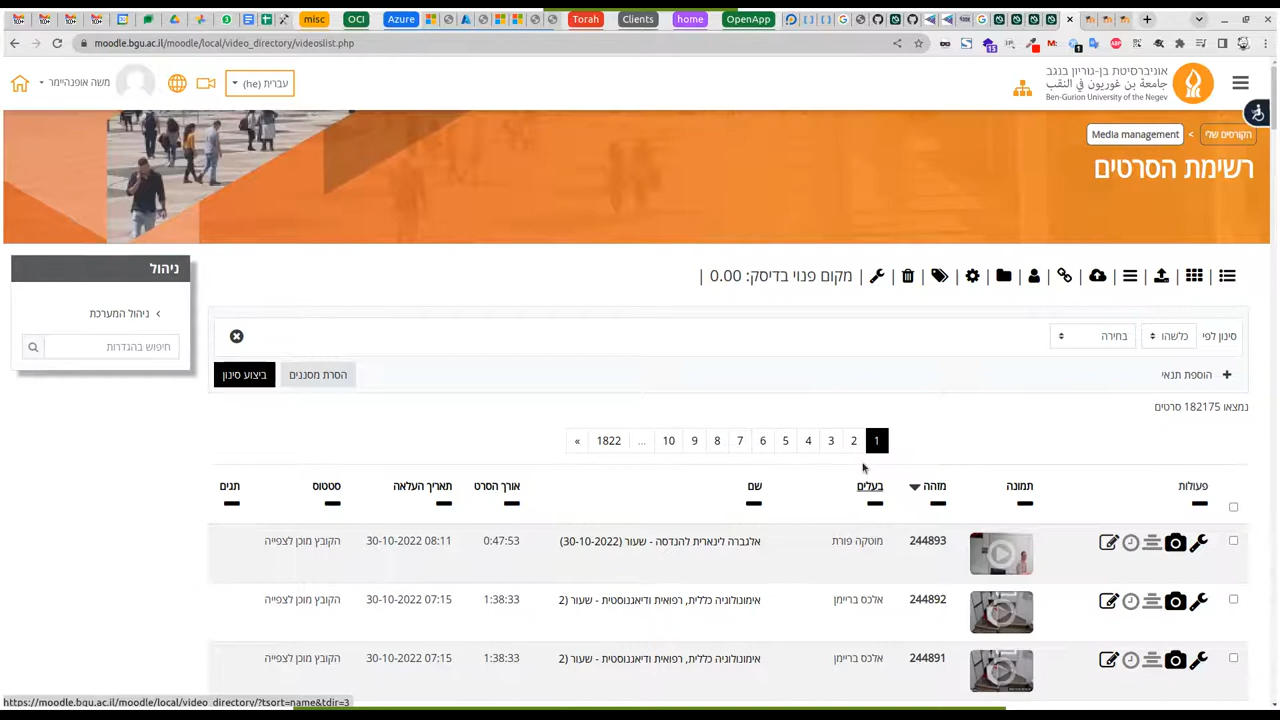 misc OCI Azure Torah Clients home OpenApp
moodle.bgu.ac.il/moodle/local/video_directory/videoslist.php
משה אופנהיימר
עברית (he)
אוניברסיטת בן-גוריון בנגב
جامعة بن غوريون في النقب
Ben-Gurion University of the Negev
הקורסים שלי > Media management
רשימת הסרטים
ניהול
ניהול המערכת
חיפוש בהגדרות
| מקום פנוי בדיסק: 0.00 |
סינון לפי כלשהו בחירה
הוספת תנאי
הסרת מסננים
ביצוע סינון
נמצאו 182175 סרטים
1 2 3 4 5 6 7 8 9 10 ... 1822 »
פעולות תמונה מזהה בעלים שם אורך הסרט תאריך העלאה סטטוס תגים
244893 מוטקה פורת אלגברה לינארית להנדסה - שעור (30-10-2022) 0:47:53 30-10-2022 08:11 הקובץ מוכן לצפייה
244892 אלכס בריימן אימונולוגיה כללית, רפואית ודיאגנוסטית - שעור (2 1:38:33 30-10-2022 07:15 הקובץ מוכן לצפייה
244891 אלכס בריימן אימונולוגיה כללית, רפואית ודיאגנוסטית - שעור (2 1:38:33 30-10-2022 07:15 הקובץ מוכן לצפייה
https://moodle.bgu.ac.il/moodle/local/video_directory/?tsort=name&tdir=3